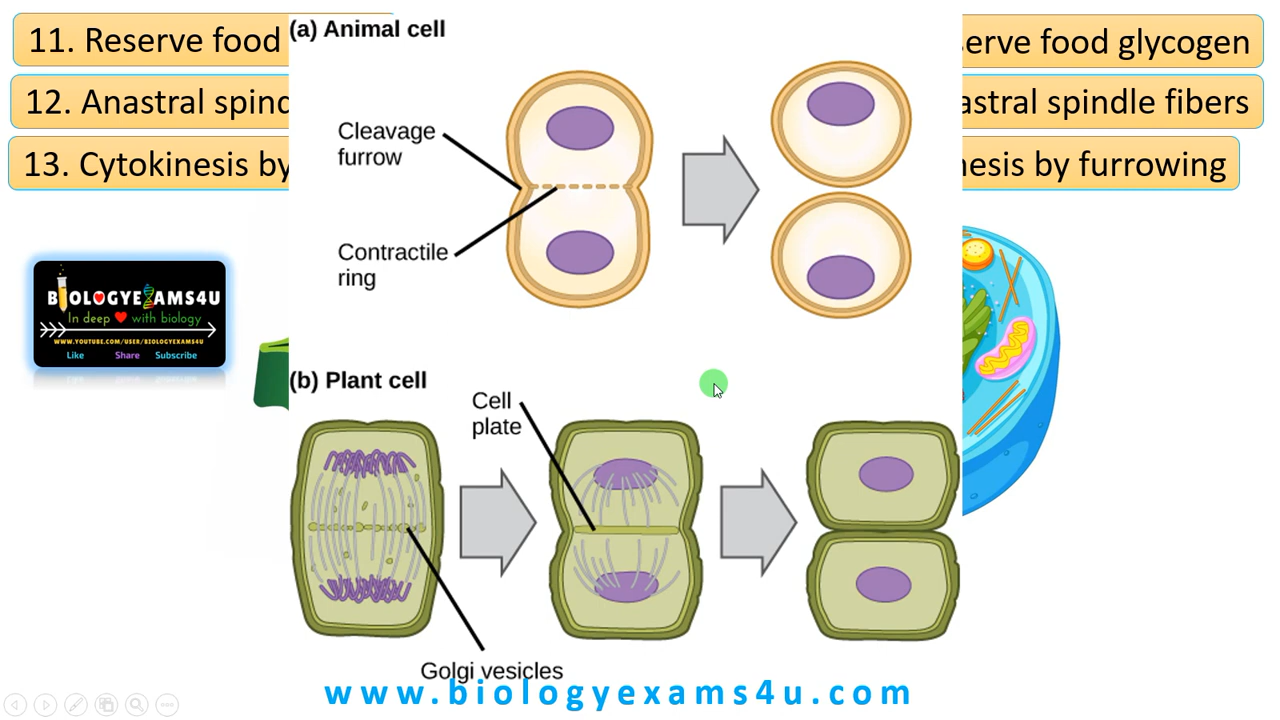 11. Reserve food
erve food glycogen
12. Anastral spind
astral spindle fibers
13. Cytokinesis by
nesis by furrowing
(a) Animal cell
Cleavage
furrow
Contractile
ring
BIOLOGYEXAMS4U
In deep ❤ with biology
WWW.YOUTUBE.COM/USER/BIOLOGYEXAMS4U
Like Share Subscribe
(b) Plant cell
Cell
plate
Golgi vesicles
www.biologyexams4u.com